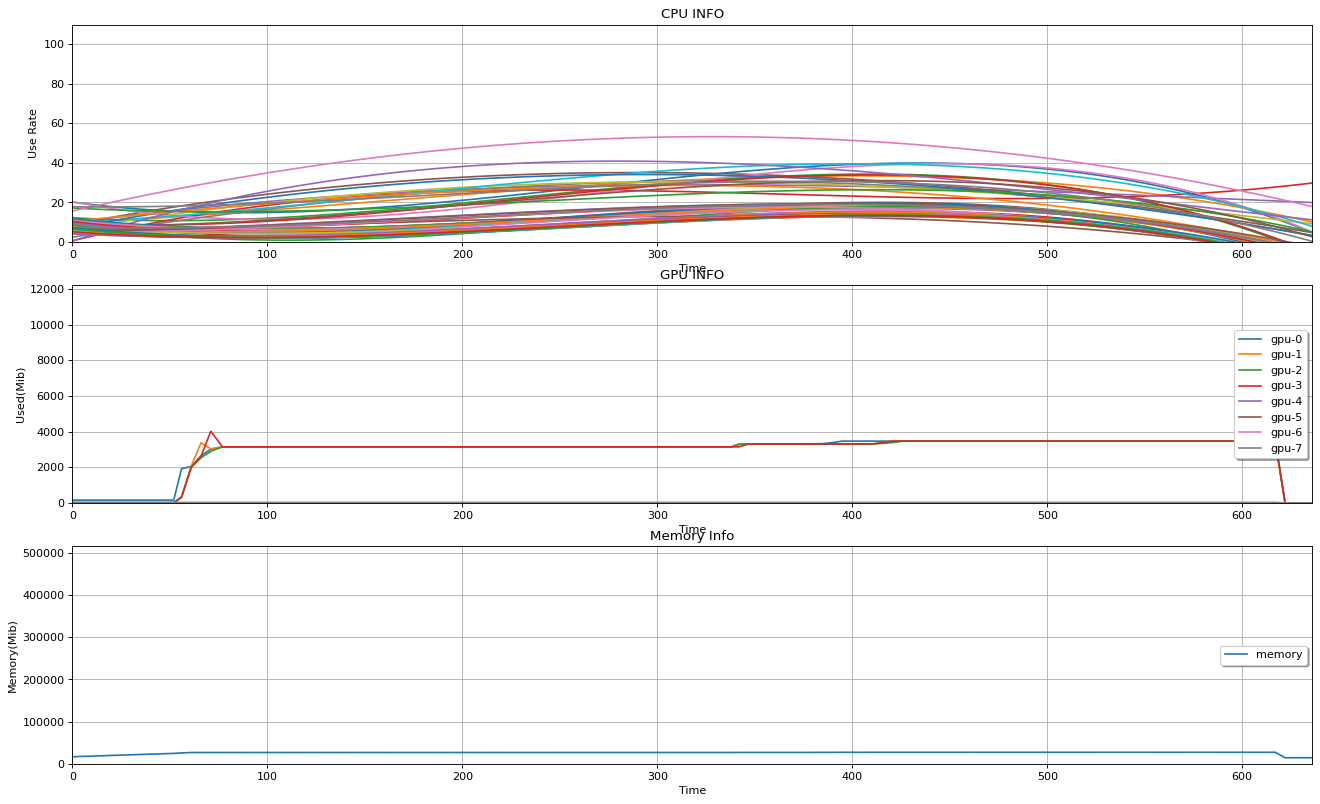 CPU INFO
100
80
60
40
20
0
Use Rate
0 100 200 300 400 500 600
Time
GPU INFO
12000
10000
8000
6000
4000
2000
0
Used(Mib)
gpu-0
gpu-1
gpu-2
gpu-3
gpu-4
gpu-5
gpu-6
gpu-7
0 100 200 300 400 500 600
Time
Memory Info
500000
400000
300000
200000
100000
0
Memory(Mib)
memory
0 100 200 300 400 500 600
Time